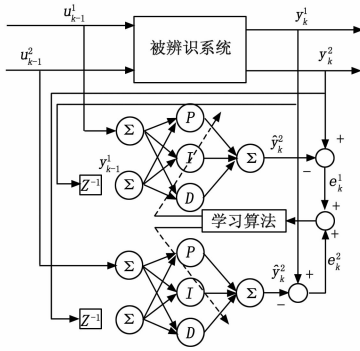 u¹ₖ₋₁
y¹ₖ
u²ₖ₋₁
被辨识系统
y²ₖ
P
Σ
+
y¹ₖ₋₁
I
Σ
ŷ²ₖ
−
Z⁻¹
Σ
D
e¹ₖ
+
学习算法
+
P
Σ
e²ₖ
I
Σ
ŷ²ₖ
+
−
Z⁻¹
Σ
D